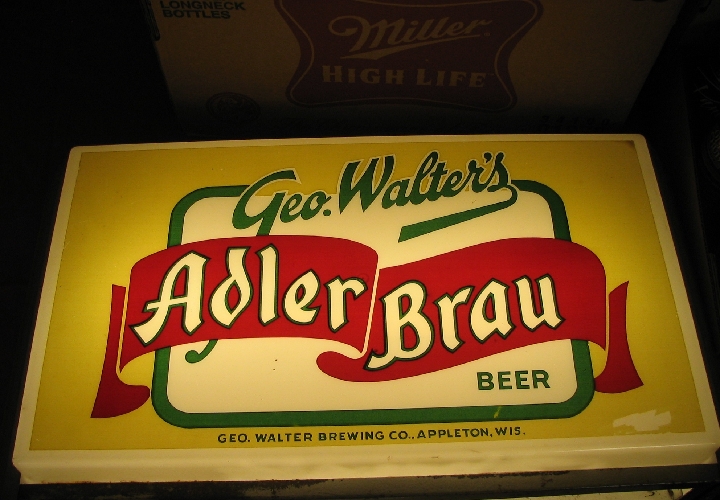 LONGNECK
BOTTLES
Miller
HIGH LIFE
Geo. Walter's
Adler Brau
BEER
GEO. WALTER BREWING CO., APPLETON, WIS.